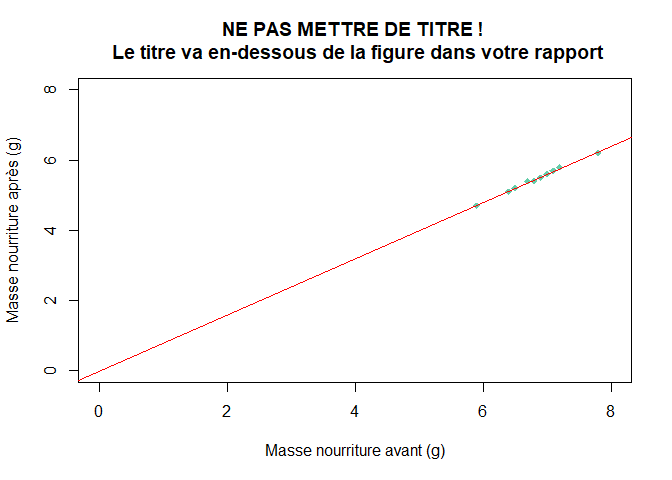 NE PAS METTRE DE TITRE !
Le titre va en-dessous de la figure dans votre rapport
Masse nourriture après (g)
8
6
4
2
0
0 2 4 6 8
Masse nourriture avant (g)